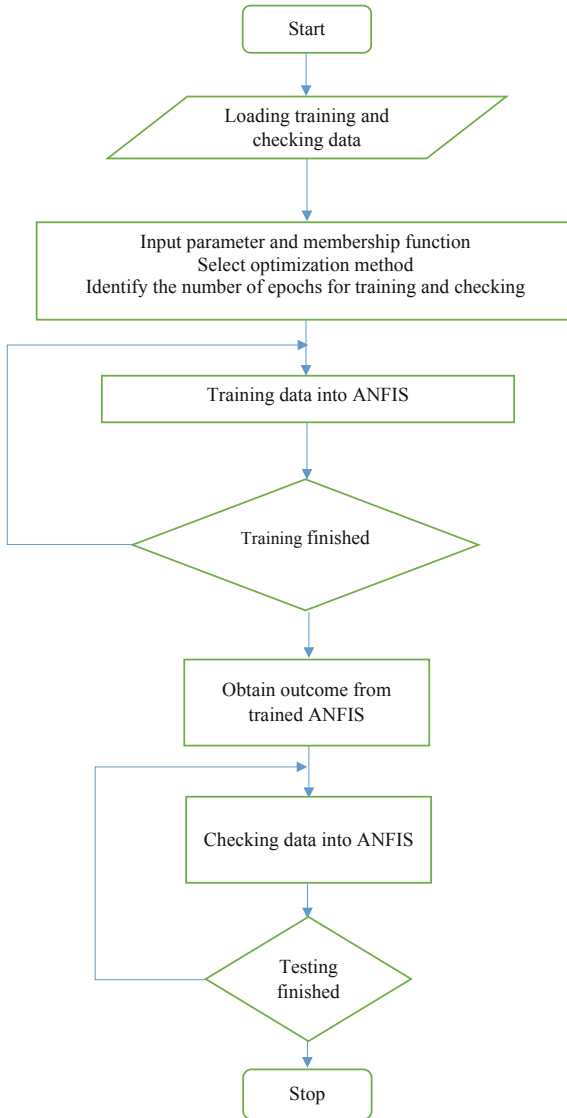 Start
Loading training and
checking data
Input parameter and membership function
Select optimization method
Identify the number of epochs for training and checking
Training data into ANFIS
Training finished
Obtain outcome from
trained ANFIS
Checking data into ANFIS
Testing
finished
Stop